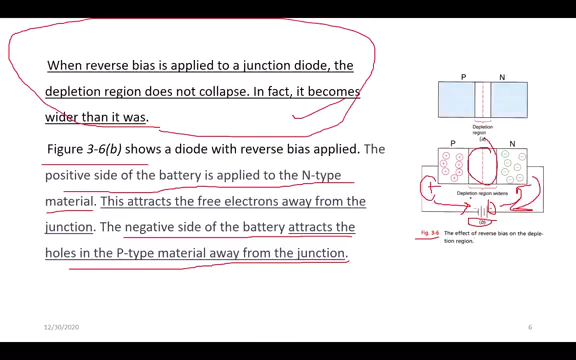 When reverse bias is applied to a junction diode, the
depletion region does not collapse. In fact, it becomes
wider than it was.
Figure 3-6(b) shows a diode with reverse bias applied. The
positive side of the battery is applied to the N-type
material. This attracts the free electrons away from the
junction. The negative side of the battery attracts the
holes in the P-type material away from the junction.
P N
Depletion
region
(a)
P N
Depletion region widens
(b)
Fig. 3-6 The effect of reverse bias on the deple-
tion region.
12/30/2020
6